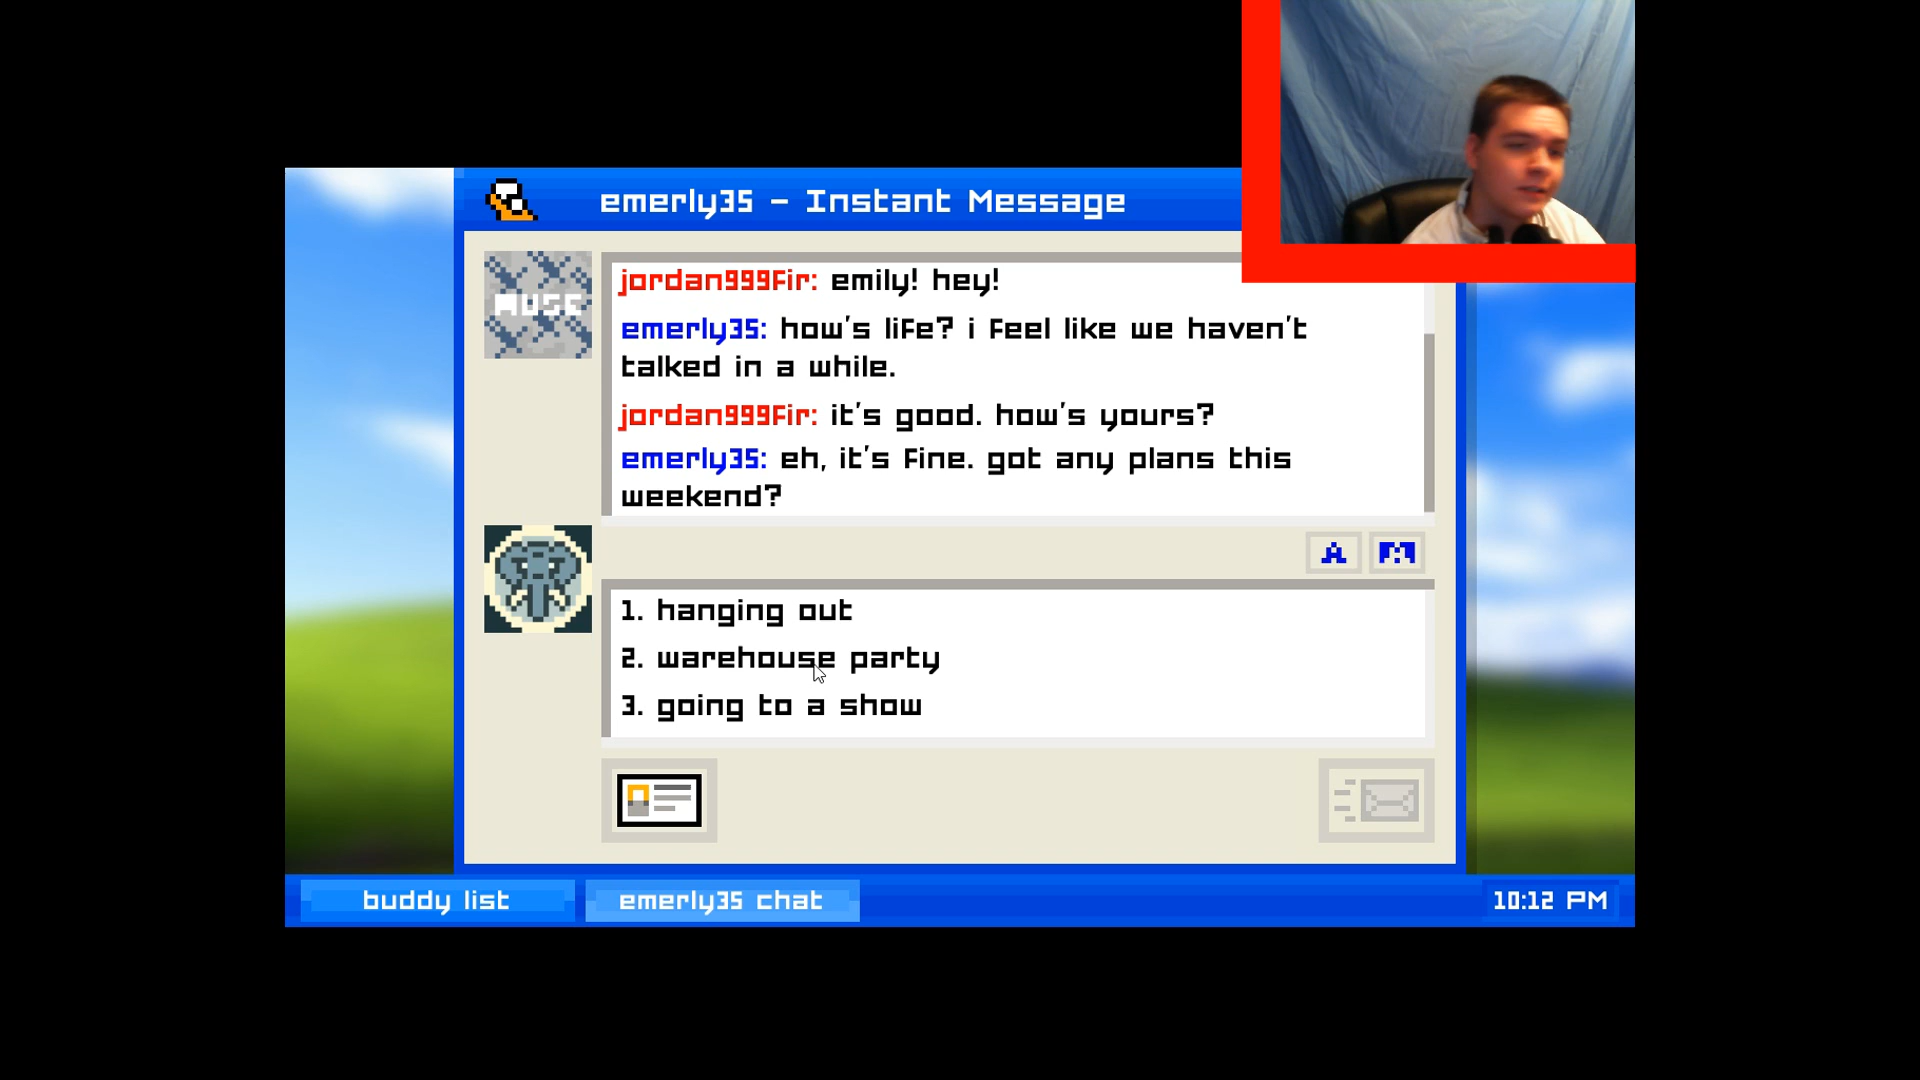 emerly35 - Instant Message
MUSE
jordan999Fir: emily! hey!
emerly35: how's life? i feel like we haven't
talked in a while.
jordan999Fir: it's good. how's yours?
emerly35: eh, it's fine. got any plans this
weekend?
A M
1. hanging out
2. warehouse party
3. going to a show
buddy list
emerly35 chat
10:12 PM